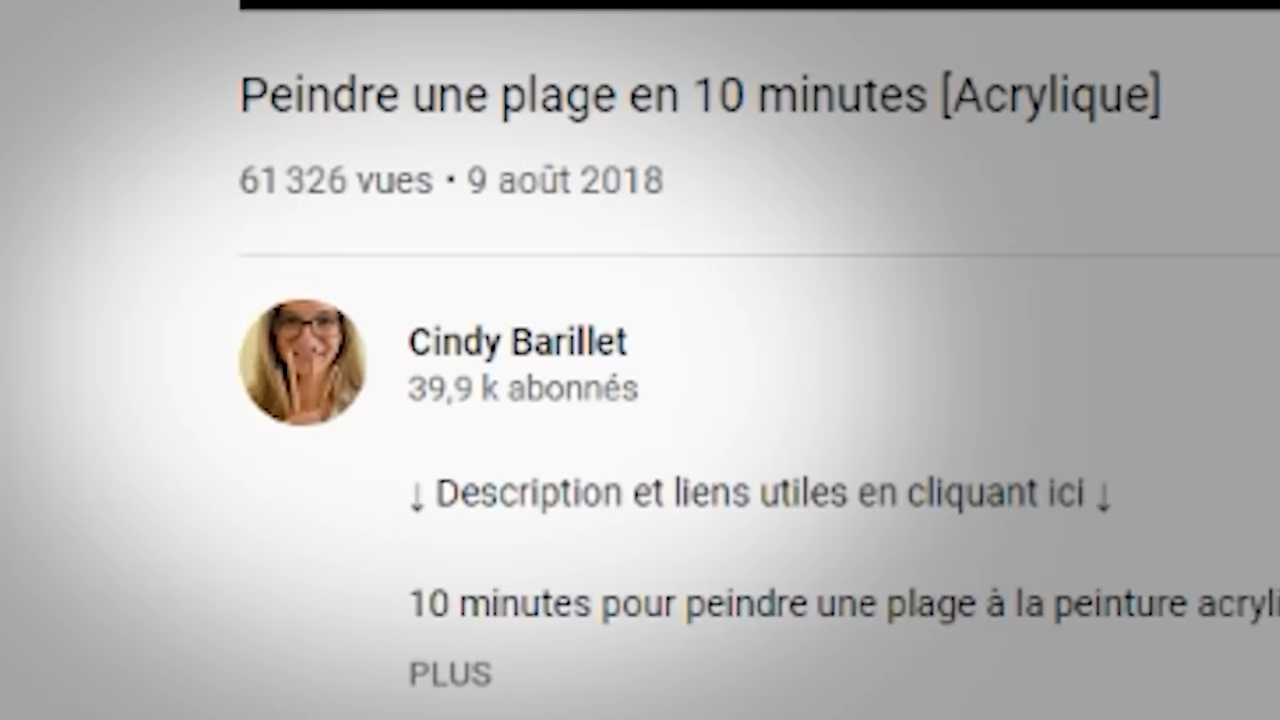 Peindre une plage en 10 minutes [Acrylique]
61 326 vues • 9 août 2018
Cindy Barillet
39,9 k abonnés
↓ Description et liens utiles en cliquant ici ↓
10 minutes pour peindre une plage à la peinture acryli
PLUS